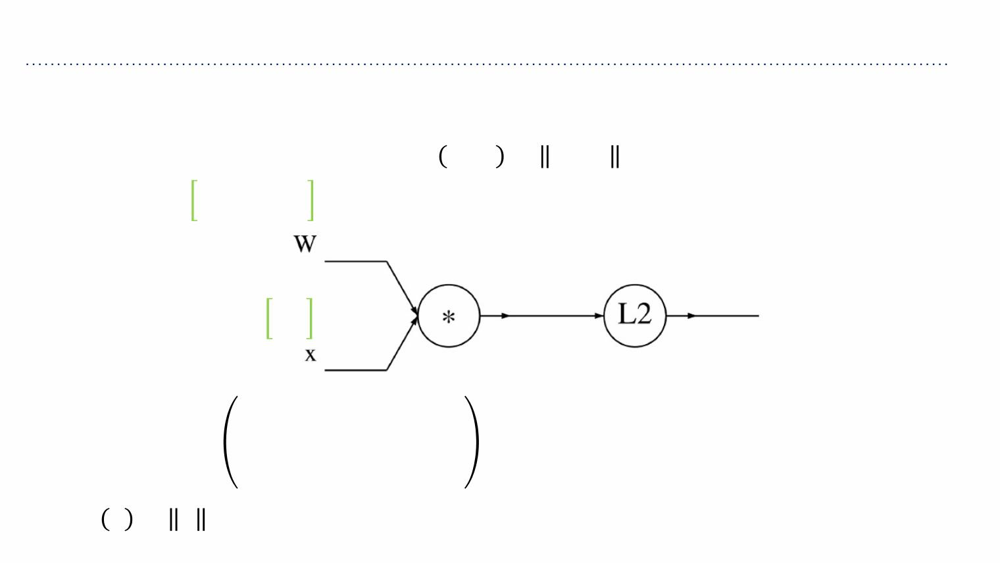 ( ) ‖ ‖
[ ]
W
[ ]
* L2
x
( )
( ) ‖ ‖